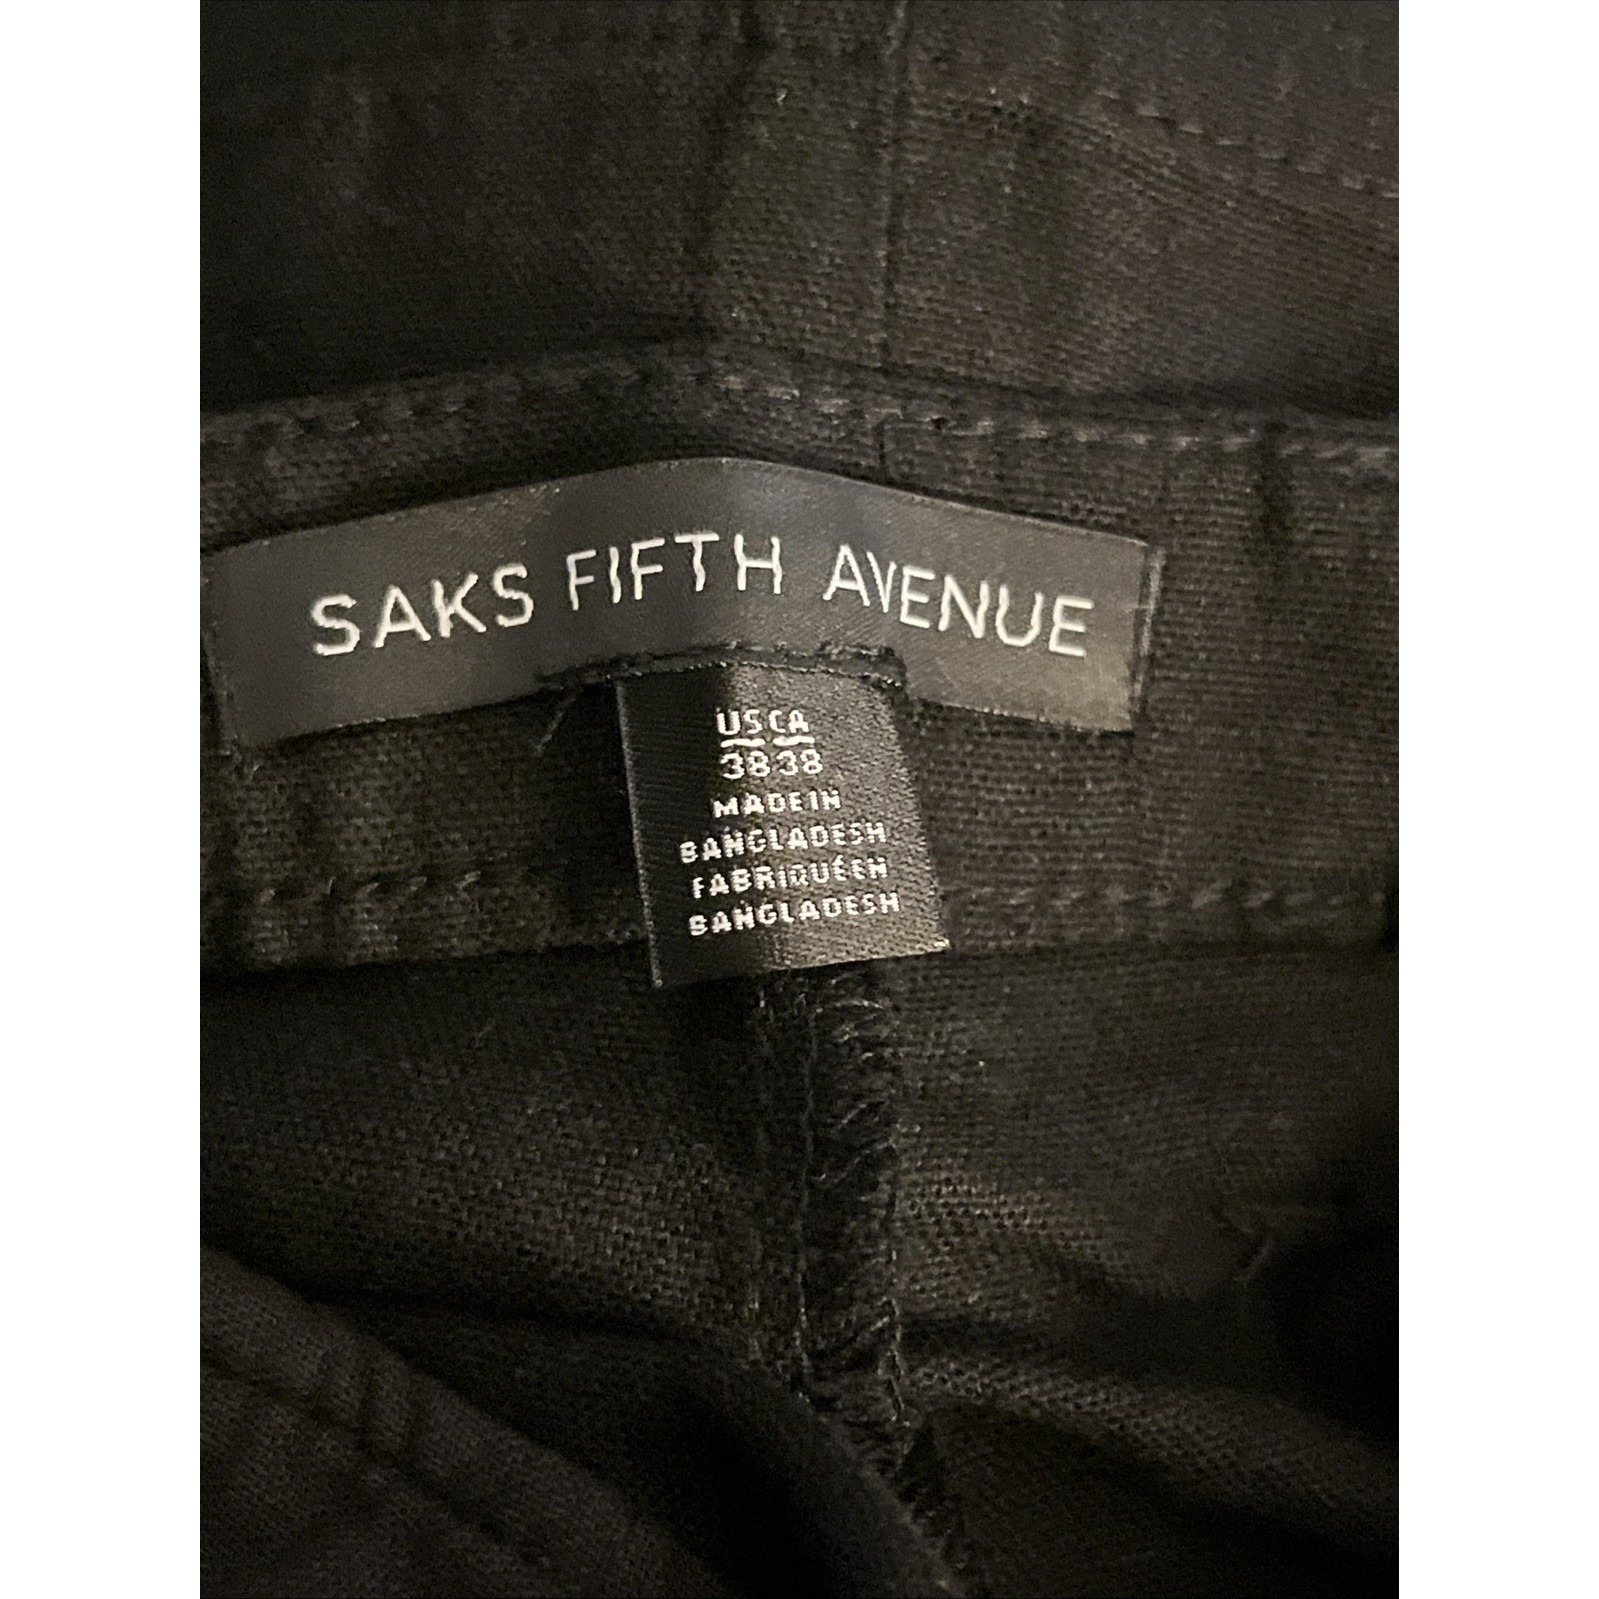 SAKS FIFTH AVENUE
US CA
38 38
MADE IN
BANGLADESH
FABRIQUÉ EN
BANGLADESH